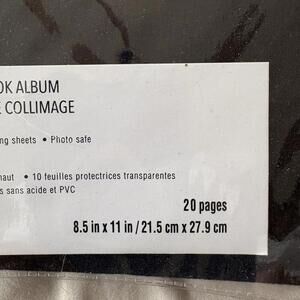 OK ALBUM
E COLLIMAGE
ng sheets • Photo safe
haut • 10 feuilles protectrices transparentes
s sans acide et PVC
20 pages
8.5 in x 11 in / 21.5 cm x 27.9 cm